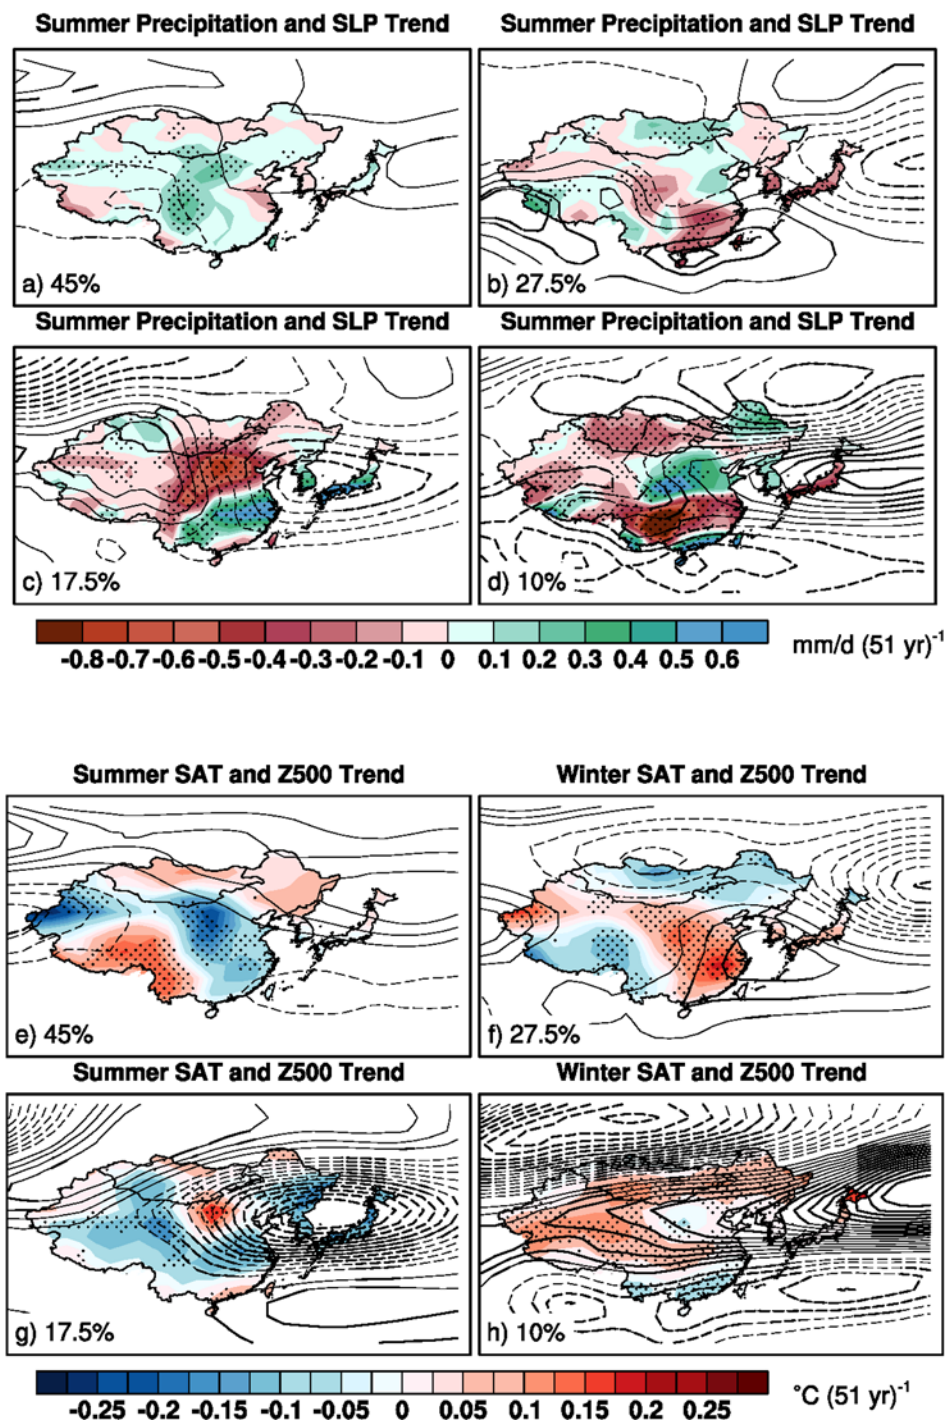 Summer Precipitation and SLP Trend Summer Precipitation and SLP Trend
a) 45% b) 27.5%
Summer Precipitation and SLP Trend Summer Precipitation and SLP Trend
c) 17.5% d) 10%
-0.8 -0.7 -0.6 -0.5 -0.4 -0.3 -0.2 -0.1 0 0.1 0.2 0.3 0.4 0.5 0.6 mm/d (51 yr)⁻¹
Summer SAT and Z500 Trend Winter SAT and Z500 Trend
e) 45% f) 27.5%
Summer SAT and Z500 Trend Winter SAT and Z500 Trend
g) 17.5% h) 10%
-0.25 -0.2 -0.15 -0.1 -0.05 0 0.05 0.1 0.15 0.2 0.25 °C (51 yr)⁻¹